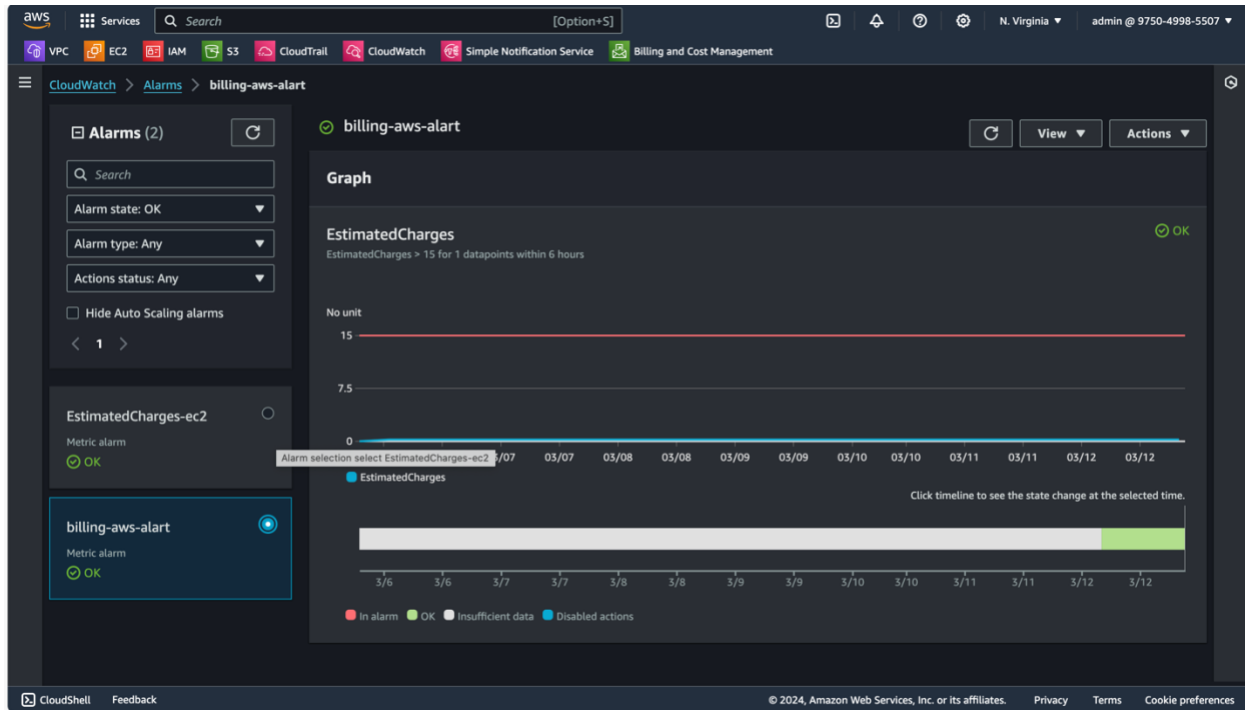 aws Services Search [Option+S] N. Virginia ▼ admin @ 9750-4998-5507 ▼
VPC EC2 IAM S3 CloudTrail CloudWatch Simple Notification Service Billing and Cost Management
CloudWatch > Alarms > billing-aws-alart
Alarms (2)
Search
Alarm state: OK ▼
Alarm type: Any ▼
Actions status: Any ▼
Hide Auto Scaling alarms
< 1 >
EstimatedCharges-ec2
Metric alarm
OK
billing-aws-alart
Metric alarm
OK
billing-aws-alart
View ▼ Actions ▼
Graph
EstimatedCharges OK
EstimatedCharges > 15 for 1 datapoints within 6 hours
No unit
15
7.5
0
Alarm selection select EstimatedCharges-ec2 /07 03/07 03/08 03/08 03/09 03/09 03/10 03/10 03/11 03/11 03/12 03/12
EstimatedCharges
Click timeline to see the state change at the selected time.
3/6 3/6 3/7 3/7 3/8 3/8 3/9 3/9 3/10 3/10 3/11 3/11 3/12 3/12
In alarm OK Insufficient data Disabled actions
CloudShell Feedback © 2024, Amazon Web Services, Inc. or its affiliates. Privacy Terms Cookie preferences